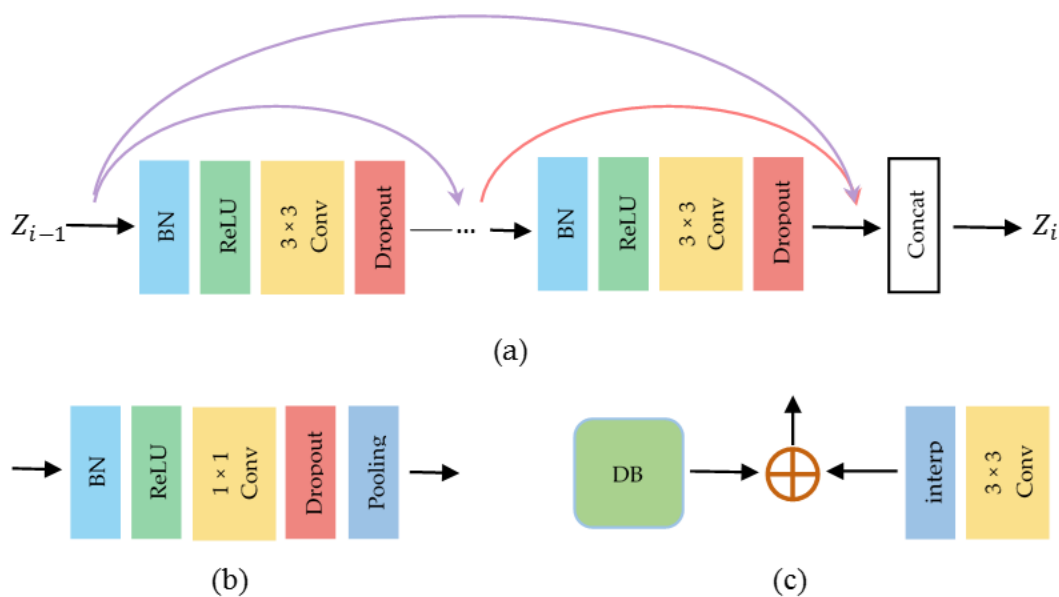 Z_{i−1}
BN
ReLU
3 × 3
Conv
Dropout
...
BN
ReLU
3 × 3
Conv
Dropout
Concat
Z_i
(a)
BN
ReLU
1 × 1
Conv
Dropout
Pooling
(b)
DB
interp
3 × 3
Conv
(c)